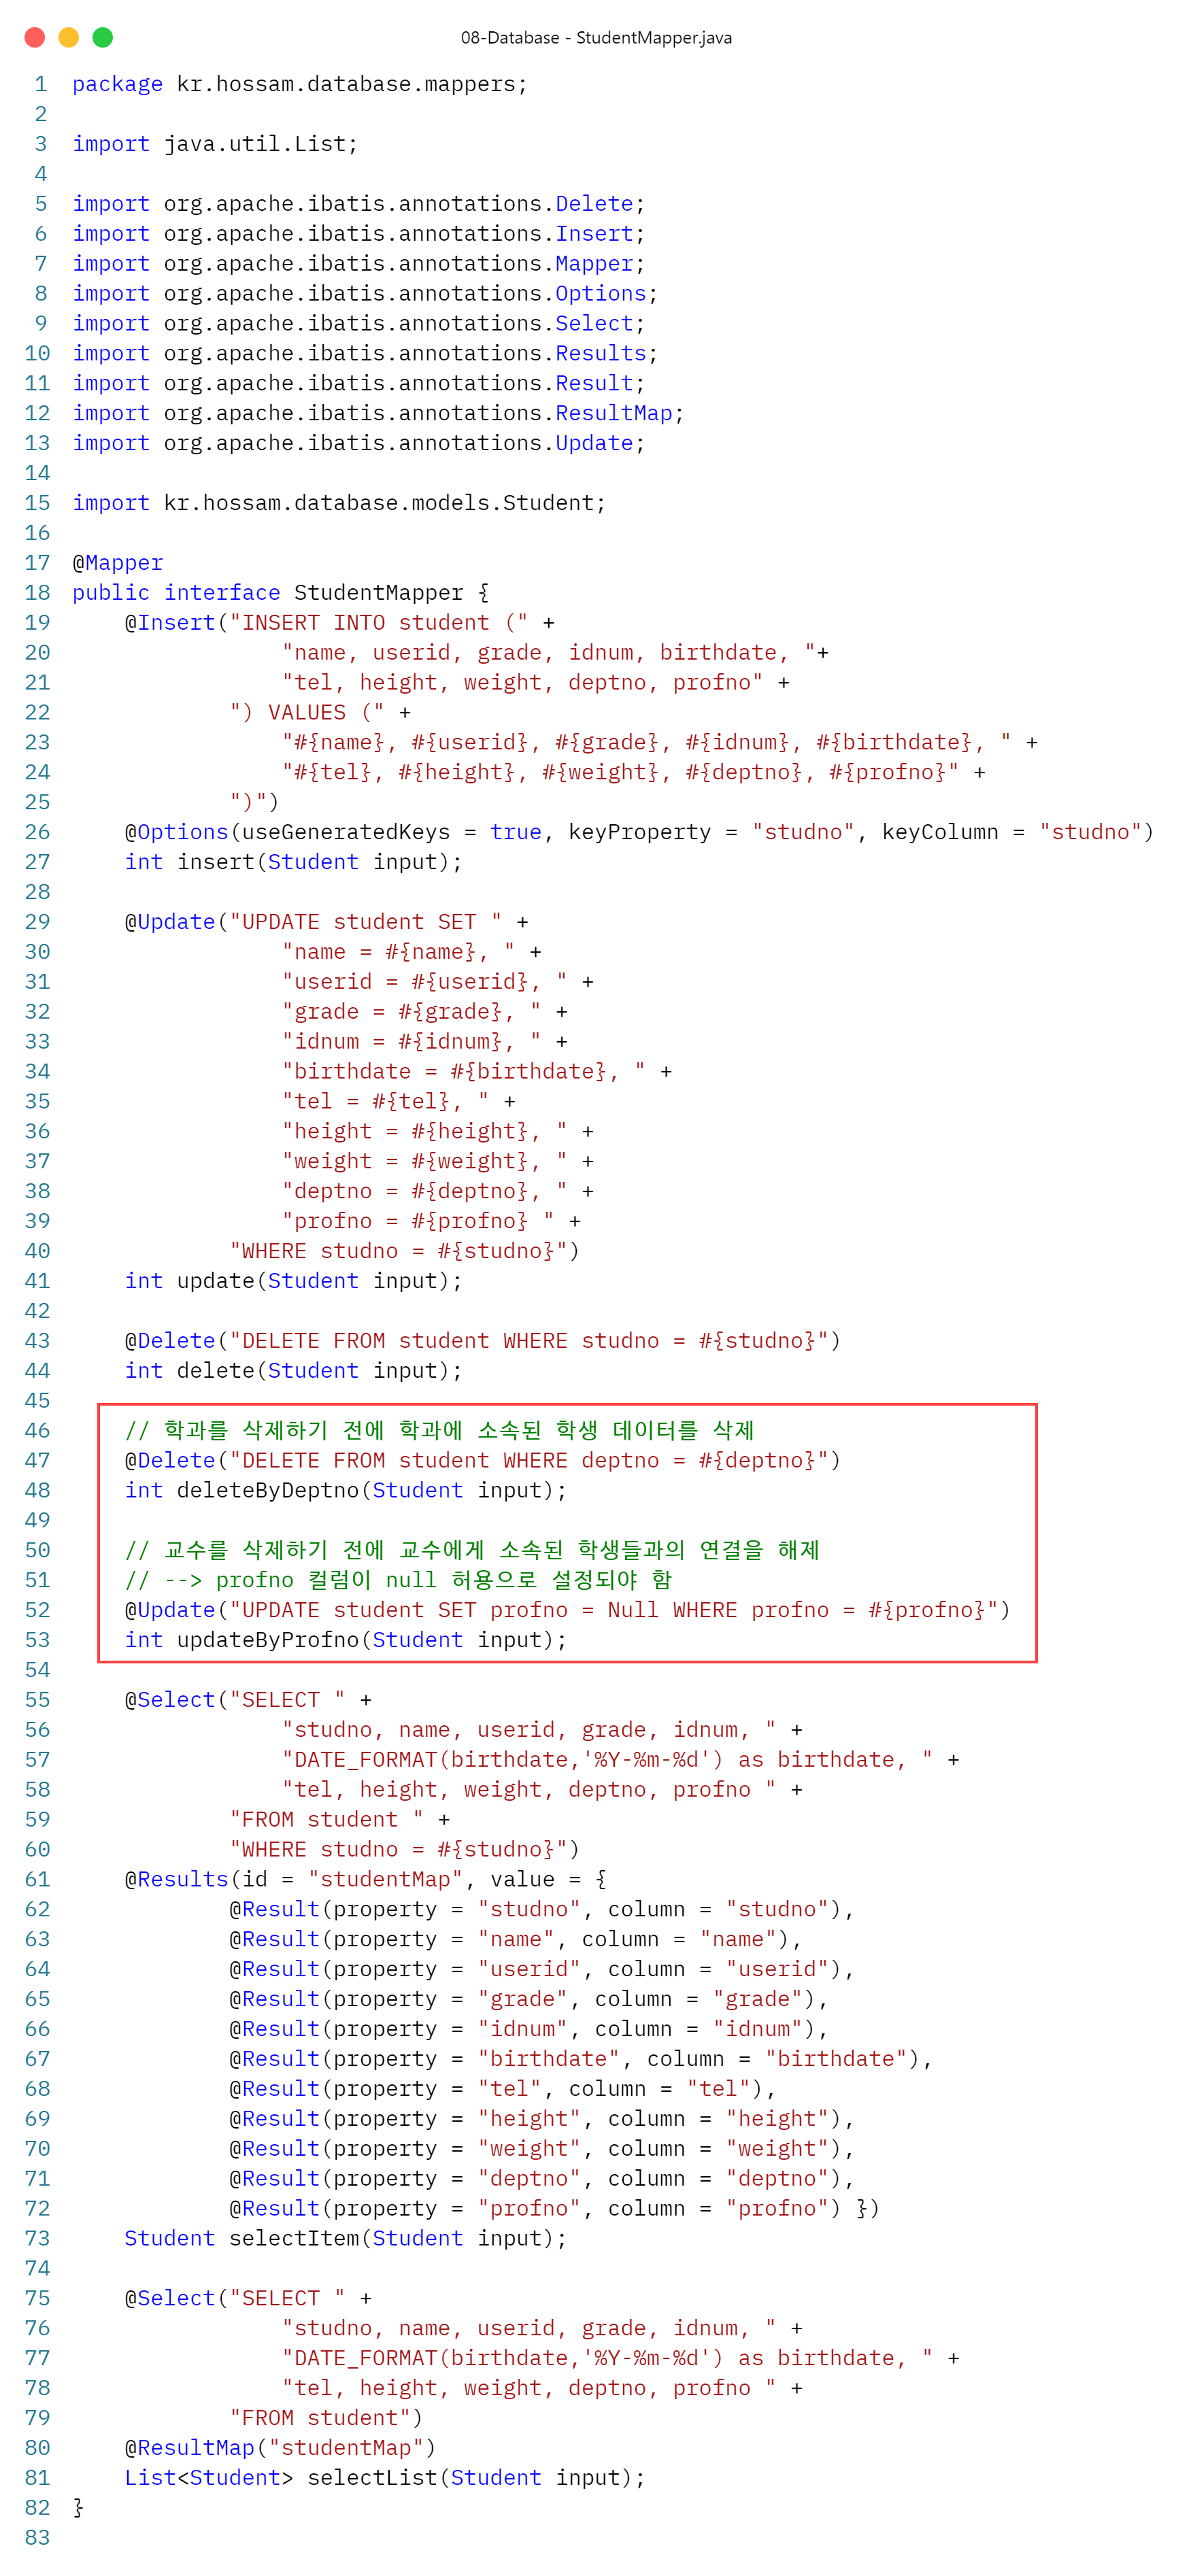 08-Database - StudentMapper.java
1 package kr.hossam.database.mappers;
2
3 import java.util.List;
4
5 import org.apache.ibatis.annotations.Delete;
6 import org.apache.ibatis.annotations.Insert;
7 import org.apache.ibatis.annotations.Mapper;
8 import org.apache.ibatis.annotations.Options;
9 import org.apache.ibatis.annotations.Select;
10 import org.apache.ibatis.annotations.Results;
11 import org.apache.ibatis.annotations.Result;
12 import org.apache.ibatis.annotations.ResultMap;
13 import org.apache.ibatis.annotations.Update;
14
15 import kr.hossam.database.models.Student;
16
17 @Mapper
18 public interface StudentMapper {
19     @Insert("INSERT INTO student (" +
20                 "name, userid, grade, idnum, birthdate, "+
21                 "tel, height, weight, deptno, profno" +
22             ") VALUES (" +
23                 "#{name}, #{userid}, #{grade}, #{idnum}, #{birthdate}, " +
24                 "#{tel}, #{height}, #{weight}, #{deptno}, #{profno}" +
25             ")")
26     @Options(useGeneratedKeys = true, keyProperty = "studno", keyColumn = "studno")
27     int insert(Student input);
28
29     @Update("UPDATE student SET " +
30                 "name = #{name}, " +
31                 "userid = #{userid}, " +
32                 "grade = #{grade}, " +
33                 "idnum = #{idnum}, " +
34                 "birthdate = #{birthdate}, " +
35                 "tel = #{tel}, " +
36                 "height = #{height}, " +
37                 "weight = #{weight}, " +
38                 "deptno = #{deptno}, " +
39                 "profno = #{profno} " +
40             "WHERE studno = #{studno}")
41     int update(Student input);
42
43     @Delete("DELETE FROM student WHERE studno = #{studno}")
44     int delete(Student input);
45
46     // 학과를 삭제하기 전에 학과에 소속된 학생 데이터를 삭제
47     @Delete("DELETE FROM student WHERE deptno = #{deptno}")
48     int deleteByDeptno(Student input);
49
50     // 교수를 삭제하기 전에 교수에게 소속된 학생들과의 연결을 해제
51     // --> profno 컬럼이 null 허용으로 설정되야 함
52     @Update("UPDATE student SET profno = Null WHERE profno = #{profno}")
53     int updateByProfno(Student input);
54
55     @Select("SELECT " +
56                 "studno, name, userid, grade, idnum, " +
57                 "DATE_FORMAT(birthdate,'%Y-%m-%d') as birthdate, " +
58                 "tel, height, weight, deptno, profno " +
59             "FROM student " +
60             "WHERE studno = #{studno}")
61     @Results(id = "studentMap", value = {
62             @Result(property = "studno", column = "studno"),
63             @Result(property = "name", column = "name"),
64             @Result(property = "userid", column = "userid"),
65             @Result(property = "grade", column = "grade"),
66             @Result(property = "idnum", column = "idnum"),
67             @Result(property = "birthdate", column = "birthdate"),
68             @Result(property = "tel", column = "tel"),
69             @Result(property = "height", column = "height"),
70             @Result(property = "weight", column = "weight"),
71             @Result(property = "deptno", column = "deptno"),
72             @Result(property = "profno", column = "profno") })
73     Student selectItem(Student input);
74
75     @Select("SELECT " +
76                 "studno, name, userid, grade, idnum, " +
77                 "DATE_FORMAT(birthdate,'%Y-%m-%d') as birthdate, " +
78                 "tel, height, weight, deptno, profno " +
79             "FROM student")
80     @ResultMap("studentMap")
81     List<Student> selectList(Student input);
82 }
83